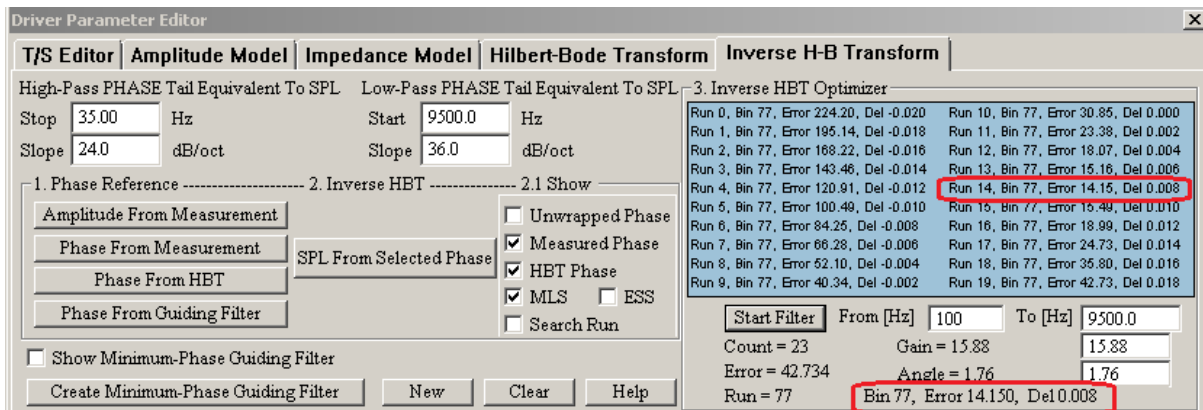 Driver Parameter Editor
T/S Editor Amplitude Model Impedance Model Hilbert-Bode Transform Inverse H-B Transform
High-Pass PHASE Tail Equivalent To SPL Low-Pass PHASE Tail Equivalent To SPL
Stop 35.00 Hz Start 9500.0 Hz
Slope 24.0 dB/oct Slope 36.0 dB/oct
1. Phase Reference ---------------------- 2. Inverse HBT --------------- 2.1 Show
Amplitude From Measurement
Phase From Measurement
Phase From HBT
Phase From Guiding Filter
SPL From Selected Phase
Unwrapped Phase
Measured Phase
HBT Phase
MLS ESS
Search Run
Show Minimum-Phase Guiding Filter
Create Minimum-Phase Guiding Filter New Clear Help
3. Inverse HBT Optimizer
Run 0, Bin 77, Error 224.20, Del -0.020 Run 10, Bin 77, Error 30.85, Del 0.000
Run 1, Bin 77, Error 195.14, Del -0.018 Run 11, Bin 77, Error 23.38, Del 0.002
Run 2, Bin 77, Error 168.22, Del -0.016 Run 12, Bin 77, Error 18.07, Del 0.004
Run 3, Bin 77, Error 143.46, Del -0.014 Run 13, Bin 77, Error 15.16, Del 0.006
Run 4, Bin 77, Error 120.91, Del -0.012 Run 14, Bin 77, Error 14.15, Del 0.008
Run 5, Bin 77, Error 100.49, Del -0.010 Run 15, Bin 77, Error 15.49, Del 0.010
Run 6, Bin 77, Error 84.25, Del -0.008 Run 16, Bin 77, Error 18.99, Del 0.012
Run 7, Bin 77, Error 66.28, Del -0.006 Run 17, Bin 77, Error 24.73, Del 0.014
Run 8, Bin 77, Error 52.10, Del -0.004 Run 18, Bin 77, Error 35.80, Del 0.016
Run 9, Bin 77, Error 40.34, Del -0.002 Run 19, Bin 77, Error 42.73, Del 0.018
Start Filter From [Hz] 100 To [Hz] 9500.0
Count = 23 Gain = 15.88 15.88
Error = 42.734 Angle = 1.76 1.76
Run = 77 Bin 77, Error 14.150, Del 0.008